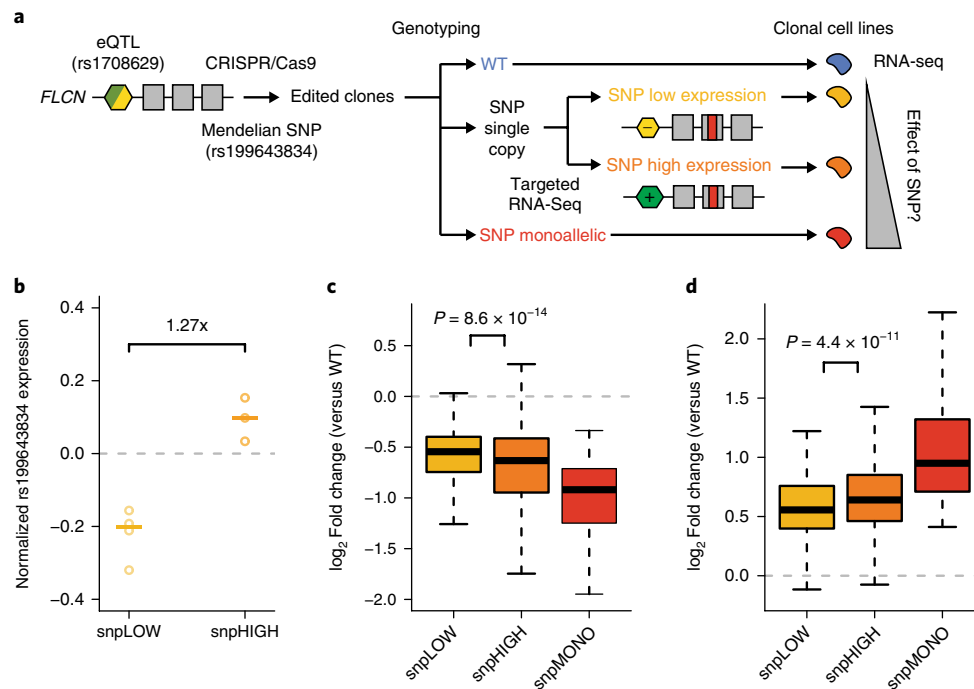 a
Genotyping
Clonal cell lines
eQTL
(rs1708629)
CRISPR/Cas9
WT
RNA-seq
FLCN
Edited clones
SNP
single
copy
SNP low expression
−
Mendelian SNP
(rs199643834)
SNP high expression
Targeted
RNA-Seq
+
Effect of SNP?
SNP monoallelic
b
Normalized rs199643834 expression
0.4
0.2
0.0
−0.2
−0.4
1.27x
snpLOW
snpHIGH
c
log2 Fold change (versus WT)
P = 8.6 × 10−14
0.5
0.0
−0.5
−1.0
−1.5
−2.0
snpLOW
snpHIGH
snpMONO
d
log2 Fold change (versus WT)
P = 4.4 × 10−11
2.0
1.5
1.0
0.5
0.0
snpLOW
snpHIGH
snpMONO